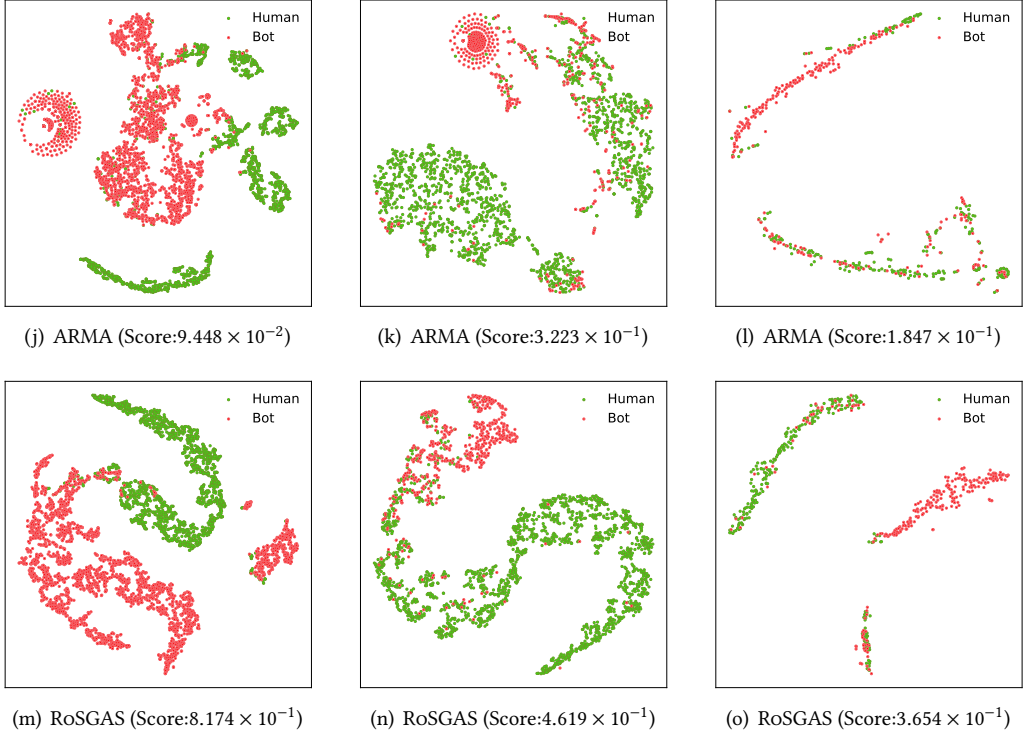 Human
Bot
Human
Bot
Human
Bot
(j) ARMA (Score:9.448 × 10⁻²)
(k) ARMA (Score:3.223 × 10⁻¹)
(l) ARMA (Score:1.847 × 10⁻¹)
Human
Bot
Human
Bot
Human
Bot
(m) RoSGAS (Score:8.174 × 10⁻¹)
(n) RoSGAS (Score:4.619 × 10⁻¹)
(o) RoSGAS (Score:3.654 × 10⁻¹)